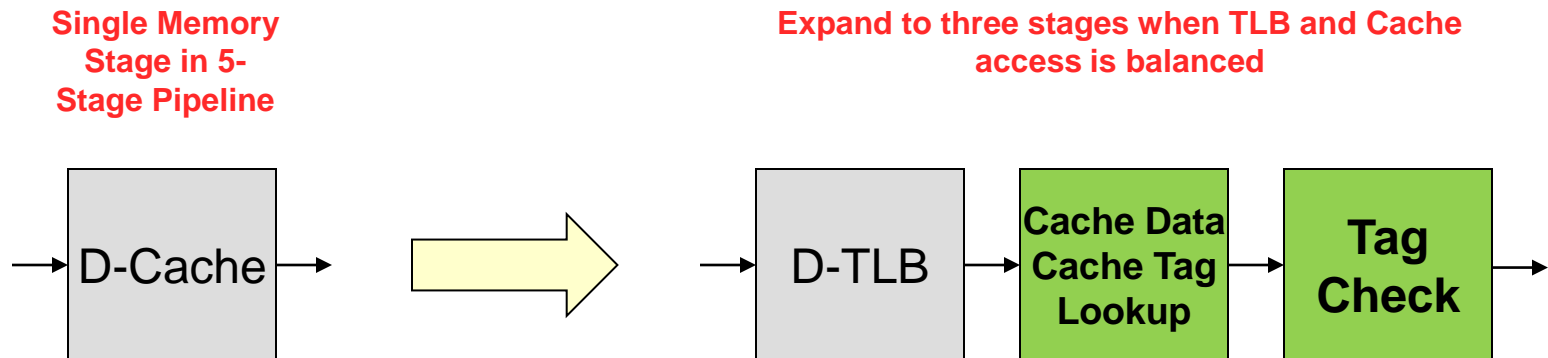 Single Memory
Stage in 5-
Stage Pipeline
Expand to three stages when TLB and Cache
access is balanced
D-Cache
D-TLB
Cache Data
Cache Tag
Lookup
Tag
Check